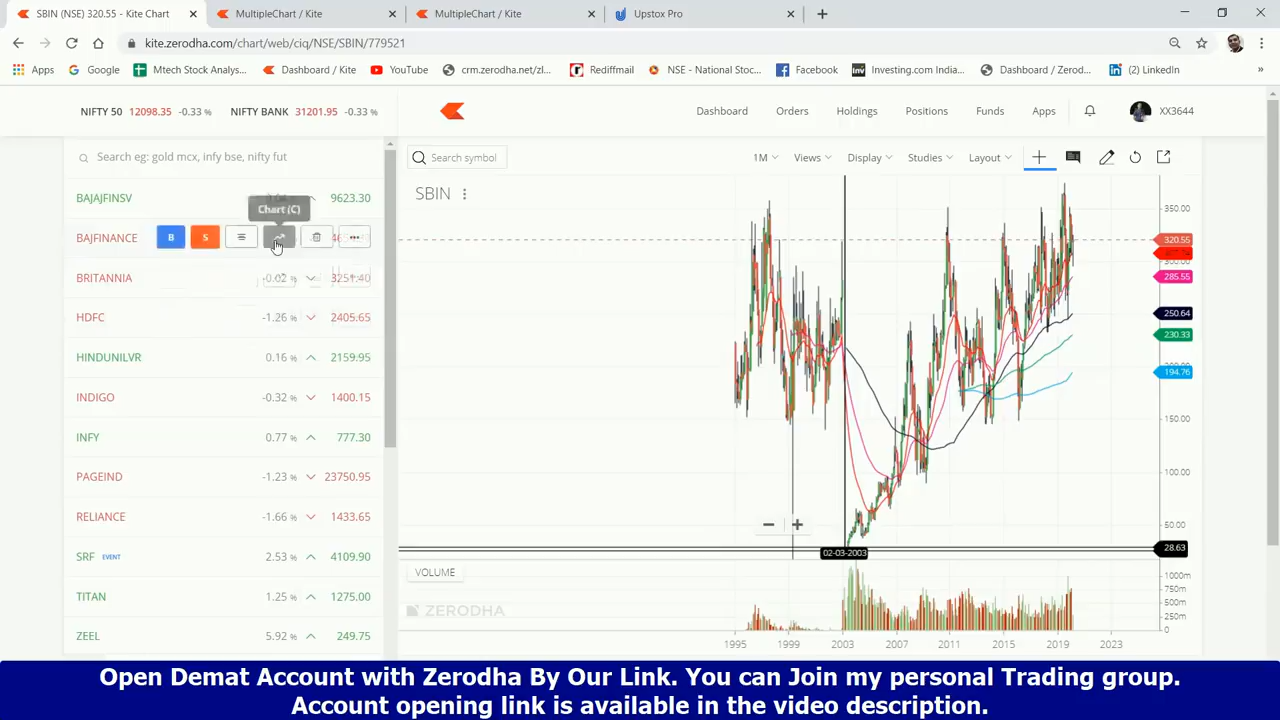 SBIN (NSE) 320.55 - Kite Chart
MultipleChart / Kite
MultipleChart / Kite
Upstox Pro
kite.zerodha.com/chart/web/ciq/NSE/SBIN/779521
Apps
Google
Mtech Stock Analys...
Dashboard / Kite
YouTube
crm.zerodha.net/zl...
Rediffmail
NSE - National Stoc...
Facebook
Investing.com India...
Dashboard / Zerod...
(2) LinkedIn
NIFTY 50 12098.35 -0.33 %
NIFTY BANK 31201.95 -0.33 %
Dashboard
Orders
Holdings
Positions
Funds
Apps
XX3644
Search eg: gold mcx, infy bse, nifty fut
Search symbol
1M
Views
Display
Studies
Layout
SBIN
BAJAJFINSV 9623.30
Chart (C)
BAJFINANCE B S
BRITANNIA -0.02 % 3251.40
HDFC -1.26 % 2405.65
HINDUNILVR 0.16 % 2159.95
INDIGO -0.32 % 1400.15
INFY 0.77 % 777.30
PAGEIND -1.23 % 23750.95
RELIANCE -1.66 % 1433.65
SRF EVENT 2.53 % 4109.90
TITAN 1.25 % 1275.00
ZEEL 5.92 % 249.75
350.00
320.55
300.00
285.55
250.64
230.33
200.00
194.76
150.00
100.00
50.00
28.63
02-03-2003
VOLUME
ZERODHA
1000m
750m
500m
250m
0
1995 1999 2003 2007 2011 2015 2019 2023
Open Demat Account with Zerodha By Our Link. You can Join my personal Trading group.
Account opening link is available in the video description.